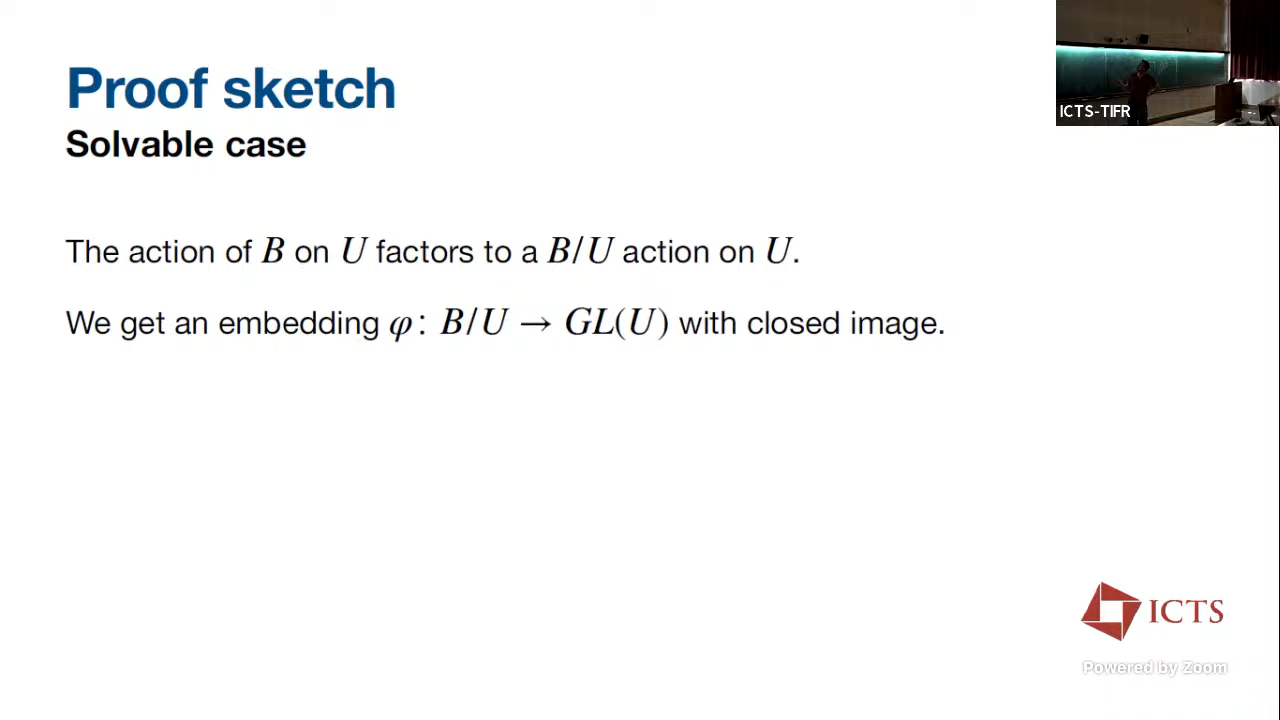 Proof sketch
Solvable case
The action of B on U factors to a B/U action on U.
We get an embedding φ: B/U → GL(U) with closed image.
ICTS-TIFR
ICTS
Powered by Zoom